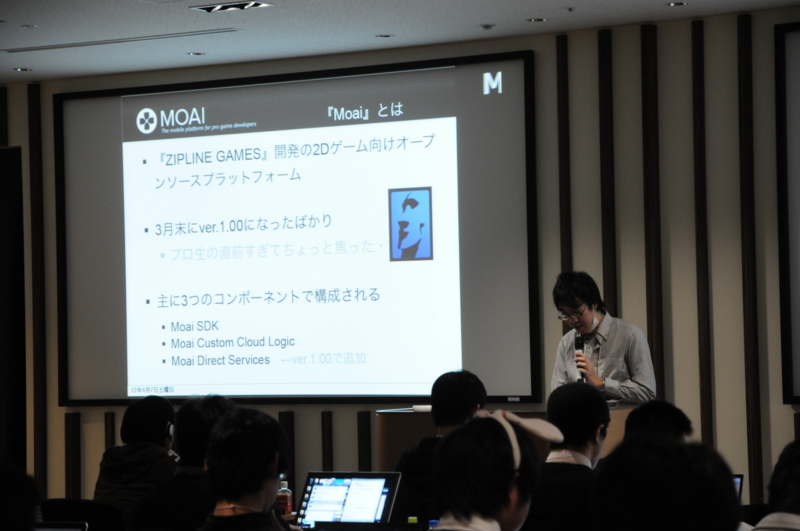 M
MOAI
The mobile platform for pro game developers
『Moai』とは
▪ 『ZIPLINE GAMES』開発の2Dゲーム向けオープ
ンソースプラットフォーム
▪ 3月末にver.1.00になったばかり
▪ プロ生の直前すぎてちょっと焦った・
▪ 主に3つのコンポーネントで構成される
▪ Moai SDK
▪ Moai Custom Cloud Logic
▪ Moai Direct Services ←ver.1.00で追加
12年4月7日土曜日